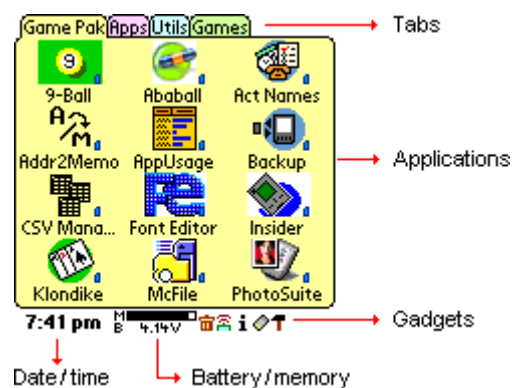 Game Pak Apps Utils Games
Tabs
9-Ball Ababall Act Names
Addr2Memo AppUsage Backup
Applications
CSV Mana... Font Editor Insider
Klondike McFile PhotoSuite
7:41 pm M B 4.14V i
Gadgets
Date/time Battery/memory